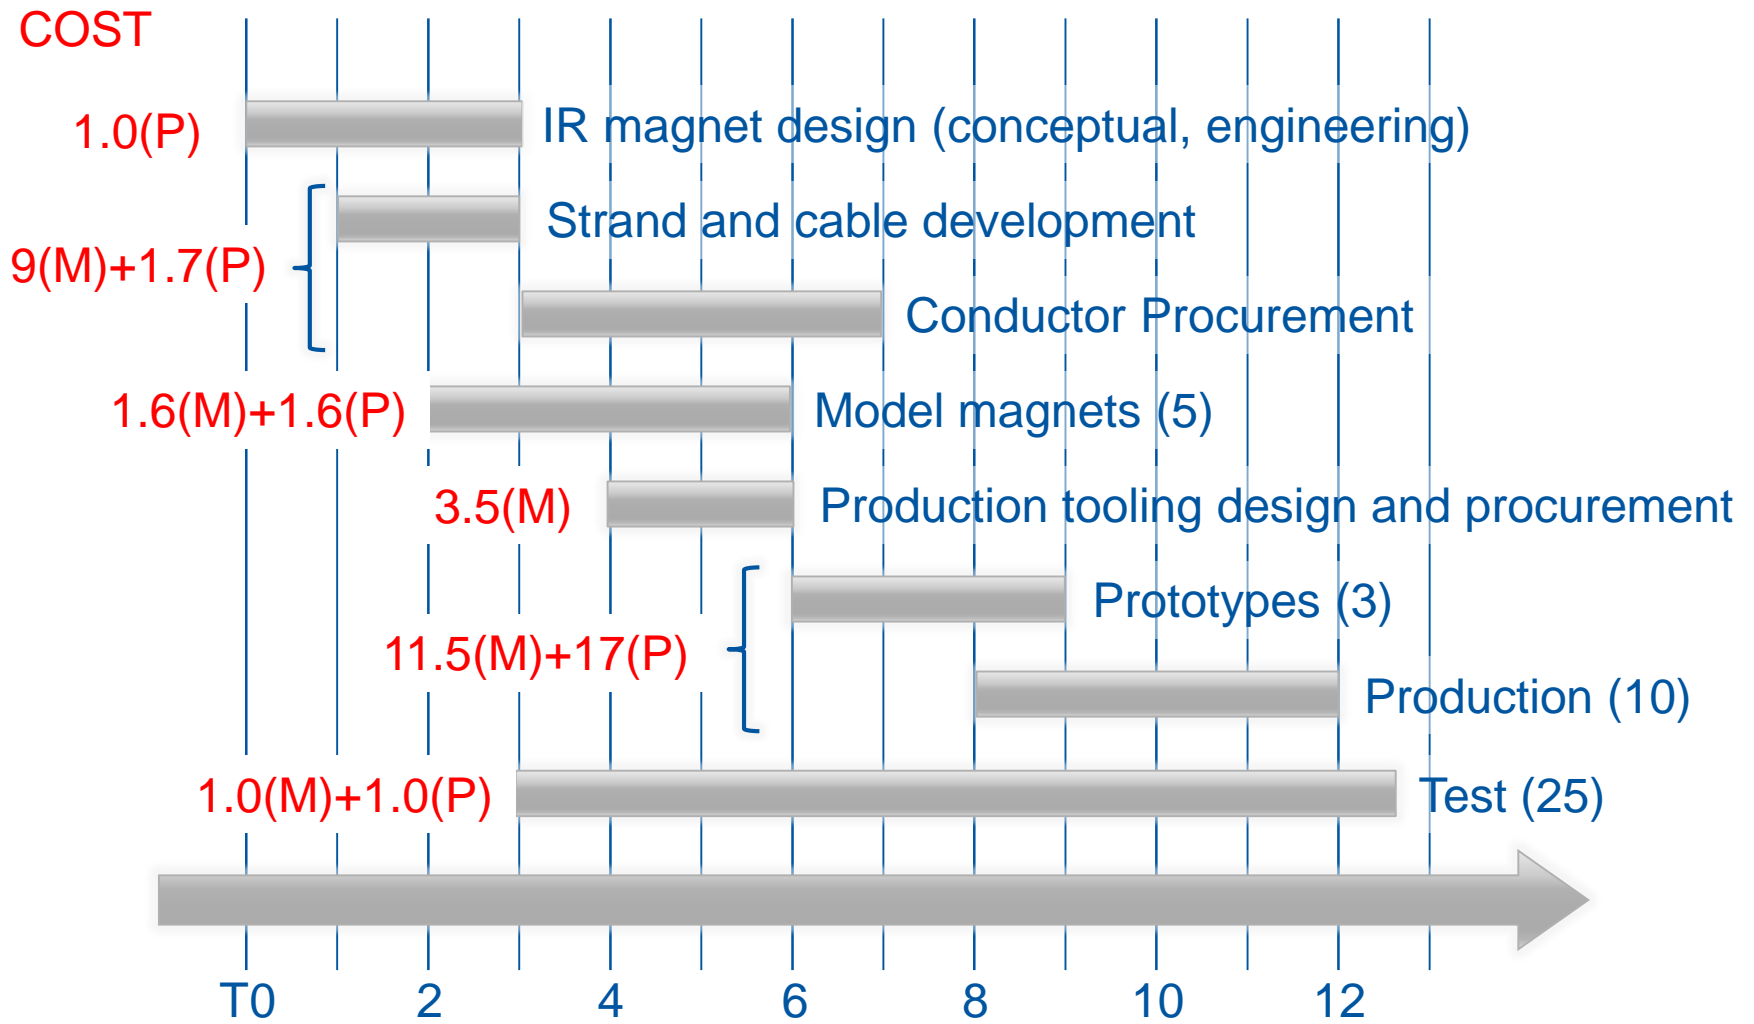 COST
1.0(P)
IR magnet design (conceptual, engineering)
Strand and cable development
9(M)+1.7(P)
Conductor Procurement
1.6(M)+1.6(P)
Model magnets (5)
3.5(M)
Production tooling design and procurement
Prototypes (3)
11.5(M)+17(P)
Production (10)
1.0(M)+1.0(P)
Test (25)
T0 2 4 6 8 10 12